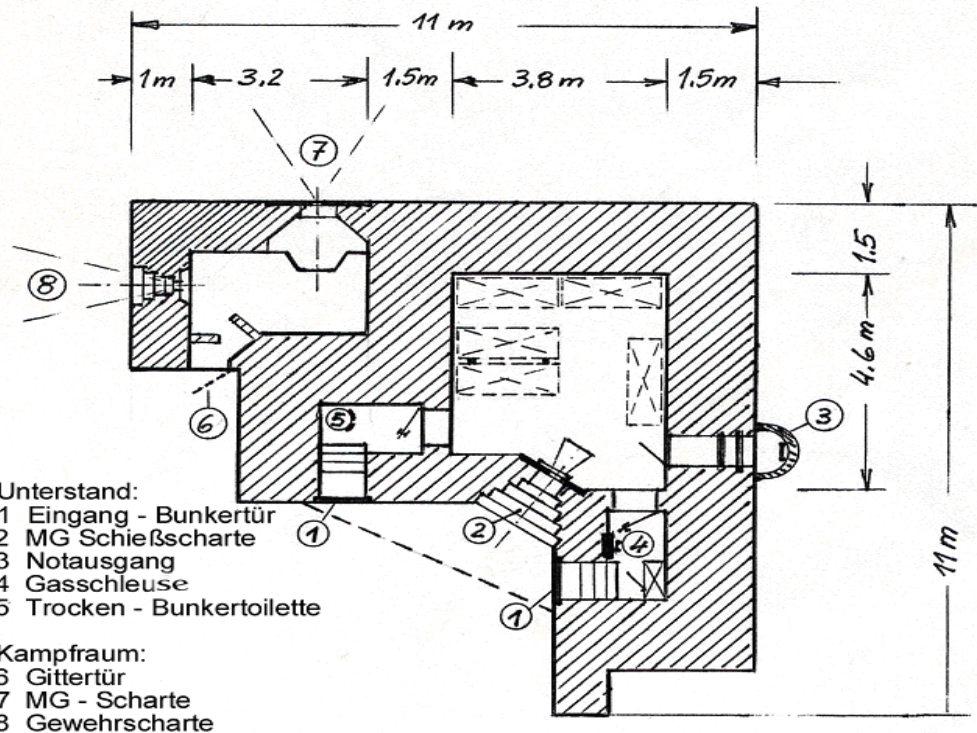 11 m
1m 3.2 1.5m 3.8 m 1.5m
7
1.5
8
4.6 m
5
3
6
2
1
4
1
11 m
Unterstand:
1 Eingang - Bunkertür
2 MG Schießscharte
3 Notausgang
4 Gasschleuse
5 Trocken - Bunkertoilette
Kampfraum:
6 Gittertür
7 MG - Scharte
8 Gewehrscharte